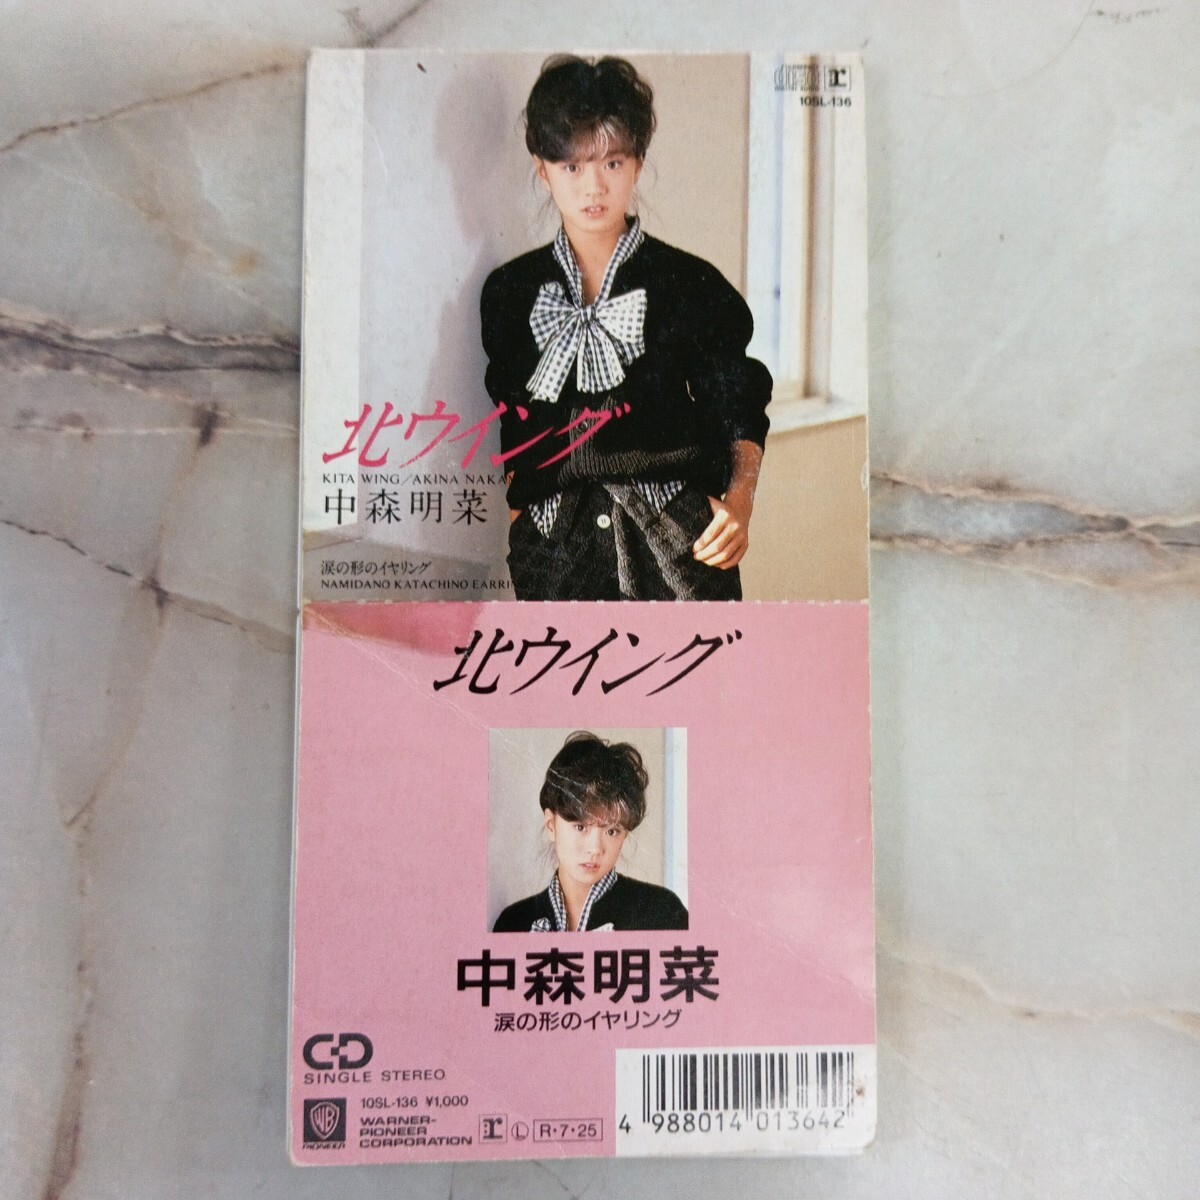 10SL-136
北ウイング
KITA WING/AKINA
中森明菜
涙の形のイヤリング
NAMIDANO KATACHINO
北ウイング
中森明菜
涙の形のイヤリング
CD
SINGLE STEREO
10SL-136 ¥1,000
WB
PIONEER
WARNER-
PIONEER
CORPORATION
r
L
R・7・25
4 988014 013642